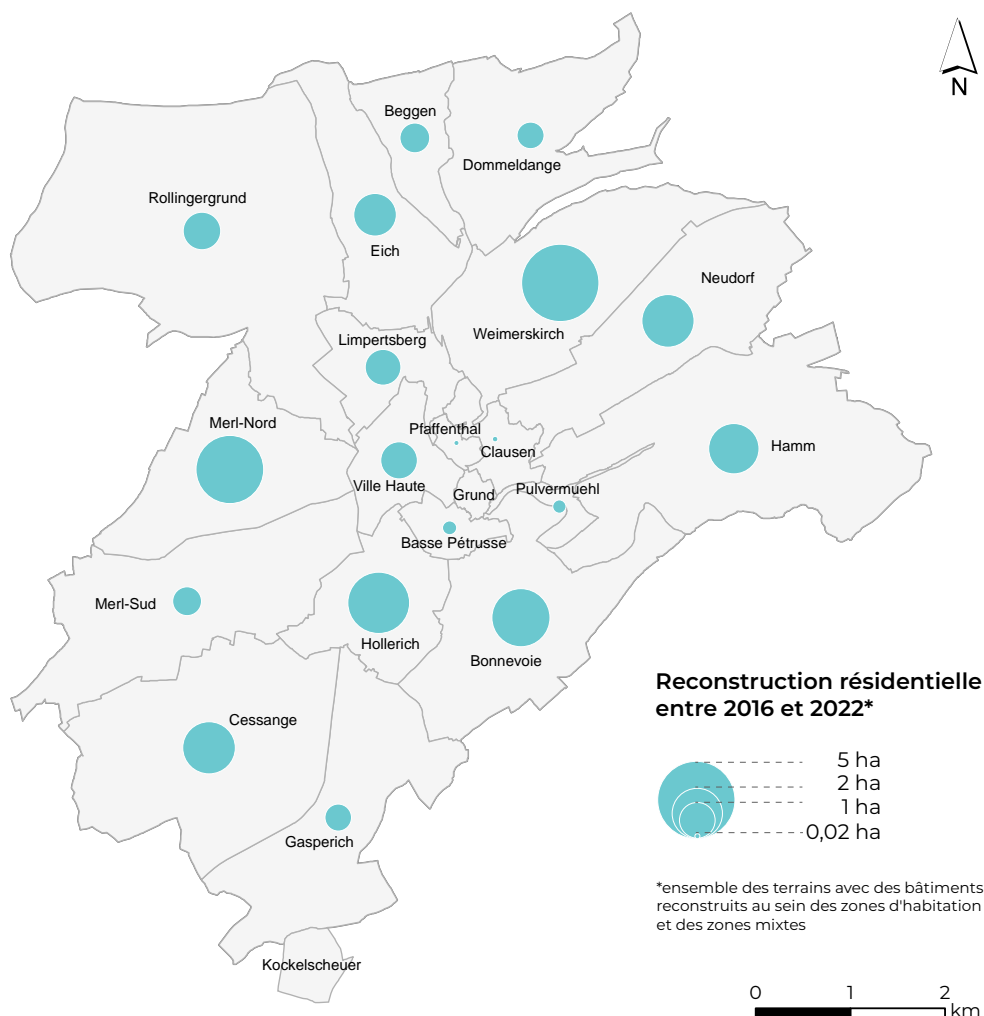 N
Beggen
Dommeldange
Rollingergrund
Eich
Neudorf
Weimerskirch
Limpertsberg
Merl-Nord
Pfaffenthal
Clausen
Hamm
Ville Haute
Grund
Pulvermuehl
Basse Pétrusse
Merl-Sud
Hollerich
Bonnevoie
Cessange
Gasperich
Kockelscheuer
Reconstruction résidentielle
entre 2016 et 2022*
5 ha
2 ha
1 ha
0,02 ha
*ensemble des terrains avec des bâtiments
reconstruits au sein des zones d'habitation
et des zones mixtes
0 1 2
km